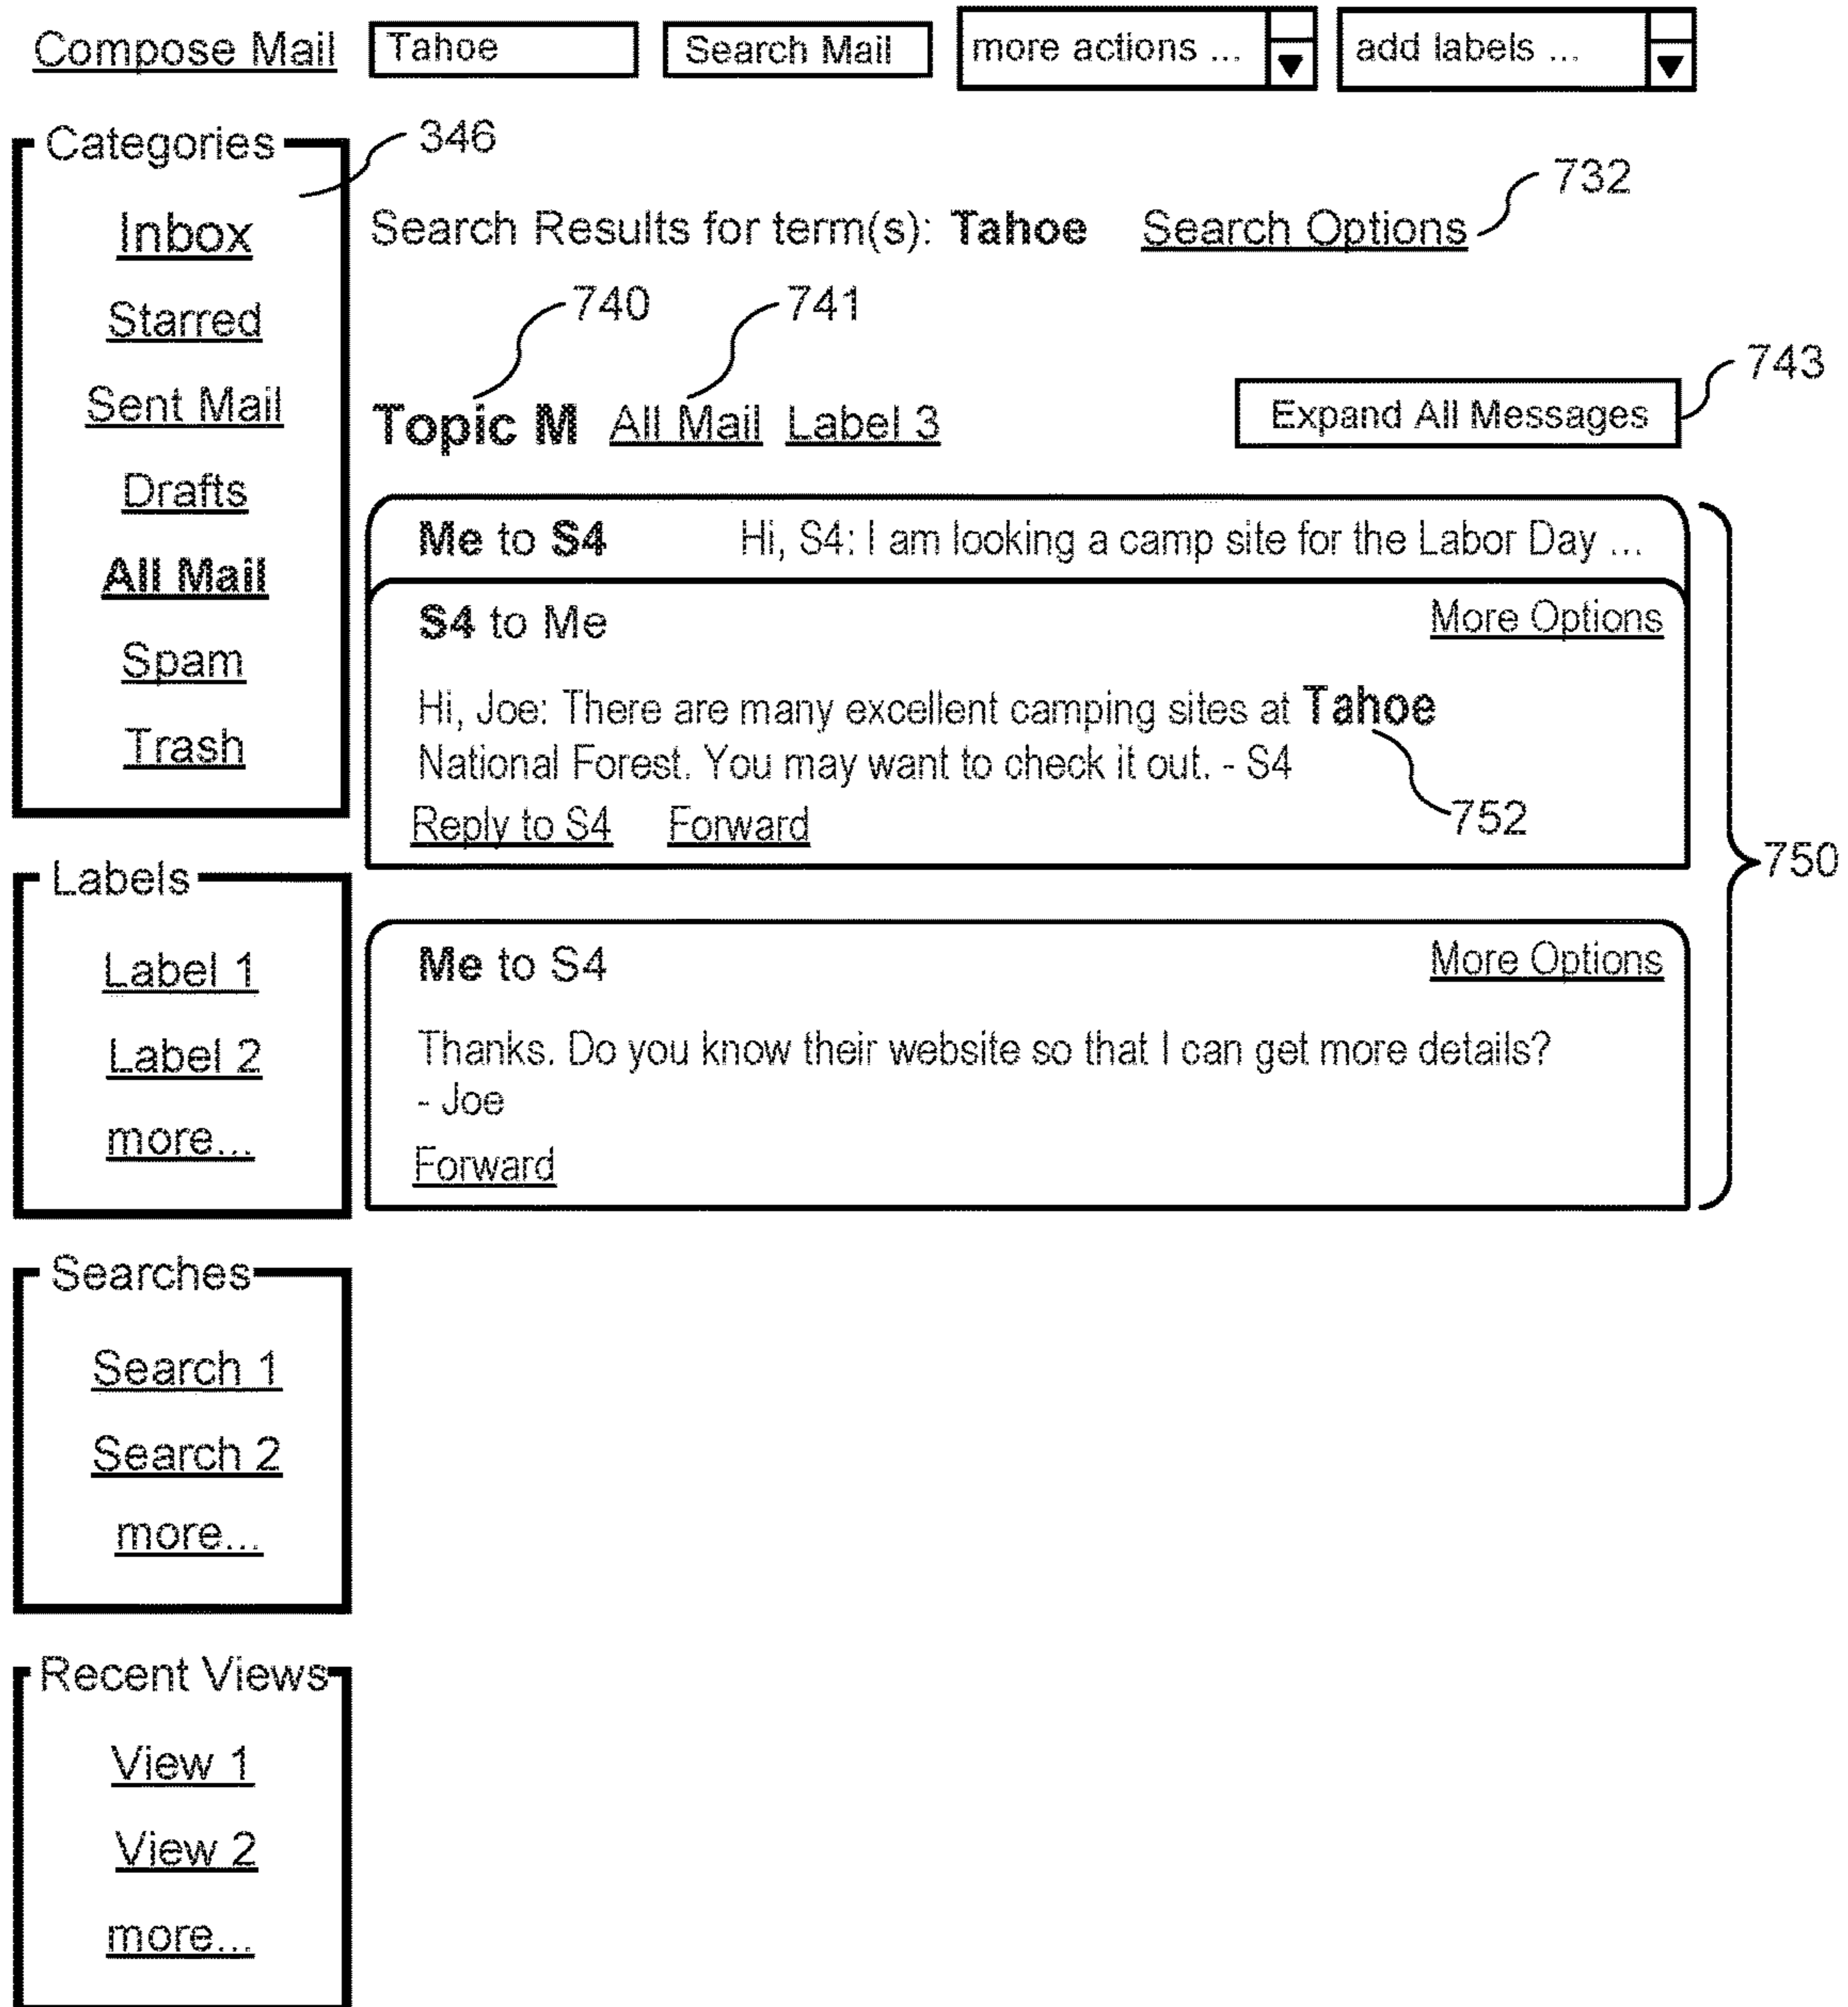 Compose Mail Tahoe Search Mail more actions ... add labels ...
Categories
346
Inbox
Starred
Sent Mail
Drafts
All Mail
Spam
Trash
Labels
Label 1
Label 2
more...
Searches
Search 1
Search 2
more...
Recent Views
View 1
View 2
more...
732
Search Results for term(s): Tahoe Search Options
740 741
743
Topic M All Mail Label 3 Expand All Messages
Me to S4 Hi, S4: I am looking a camp site for the Labor Day ...
S4 to Me More Options
Hi, Joe: There are many excellent camping sites at Tahoe
National Forest. You may want to check it out. - S4
752
Reply to S4 Forward
750
Me to S4 More Options
Thanks. Do you know their website so that I can get more details?
- Joe
Forward